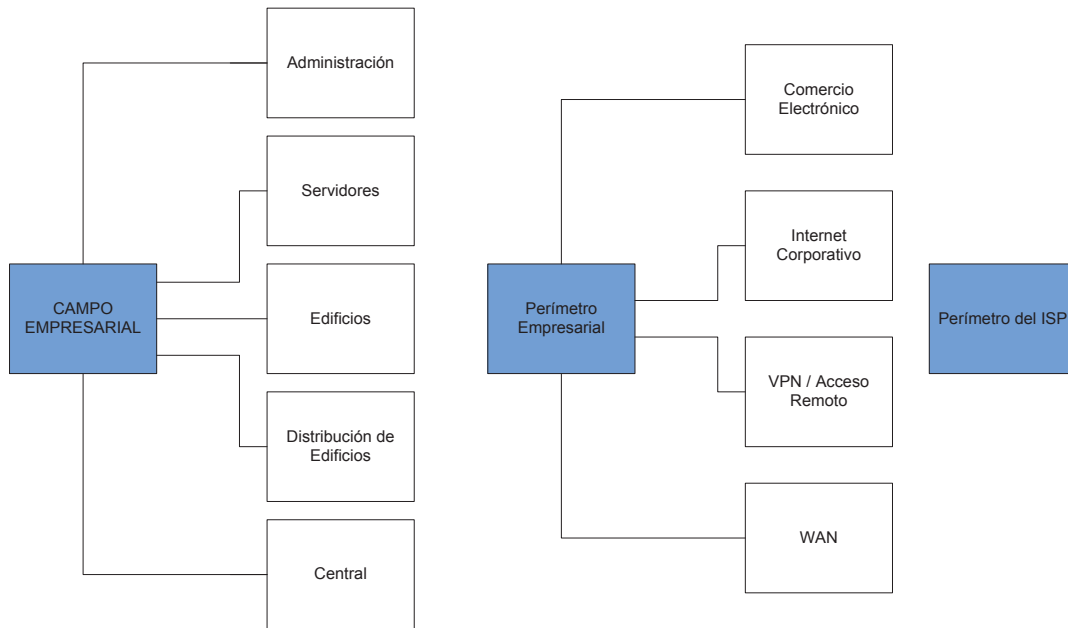 Administración
Servidores
CAMPO
EMPRESARIAL
Edificios
Distribución de
Edificios
Central
Comercio
Electrónico
Internet
Corporativo
Perímetro
Empresarial
VPN / Acceso
Remoto
WAN
Perímetro del ISP